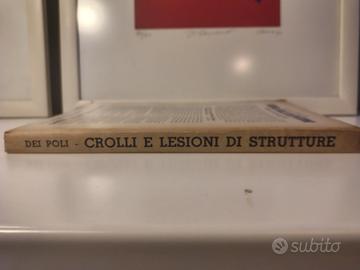 DEI POLI - CROLLI E LESIONI DI STRUTTURE
subito